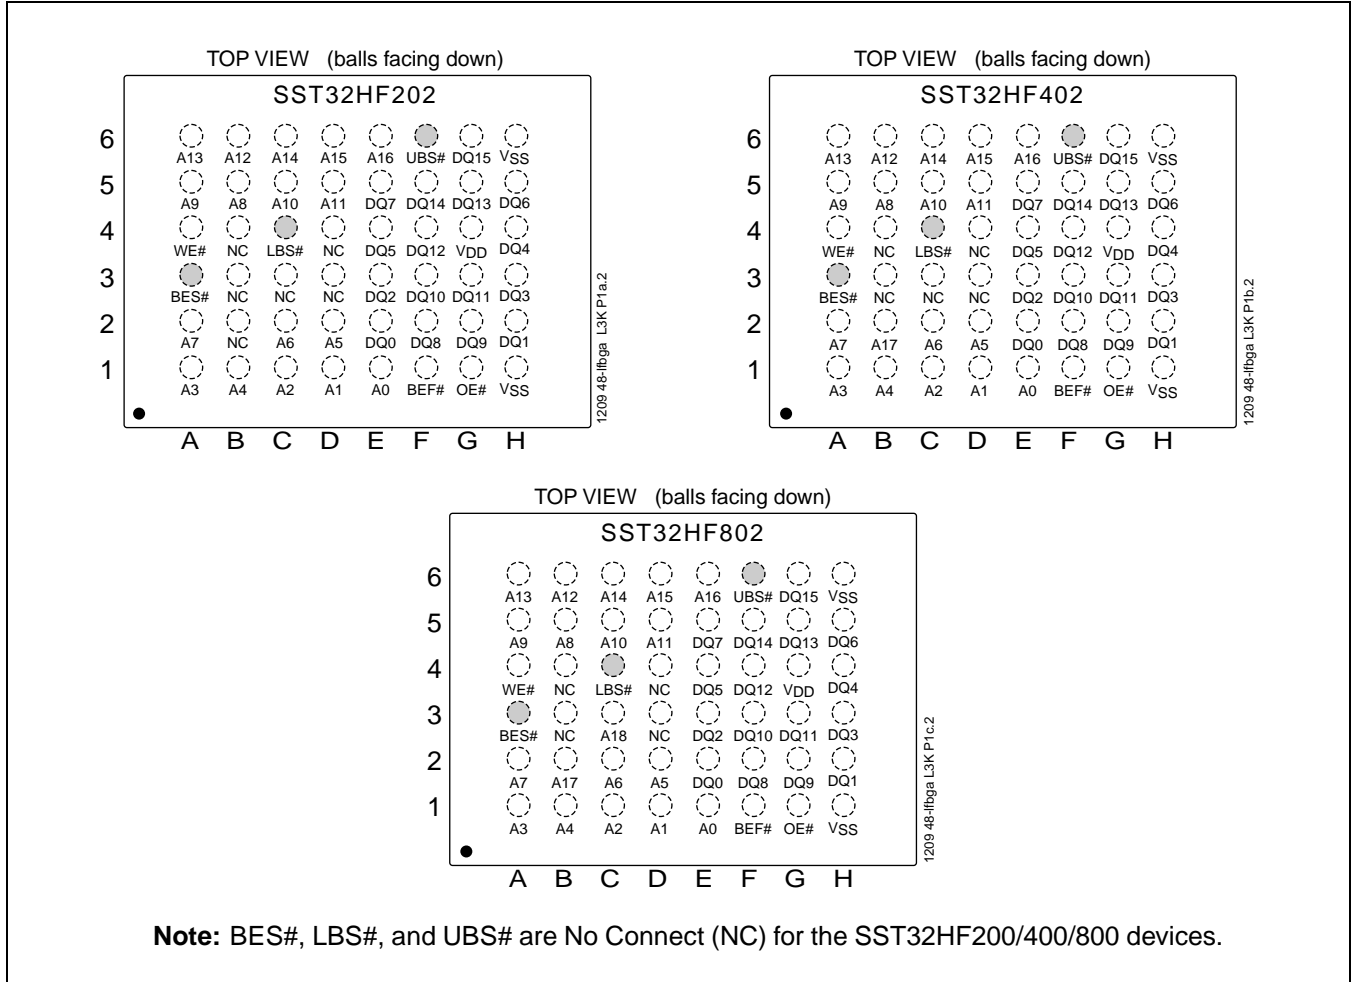 TOP VIEW (balls facing down)
SST32HF202
6
A13 A12 A14 A15 A16 UBS# DQ15 VSS
5
A9 A8 A10 A11 DQ7 DQ14 DQ13 DQ6
4
WE# NC LBS# NC DQ5 DQ12 VDD DQ4
3
BES# NC NC NC DQ2 DQ10 DQ11 DQ3
2
A7 NC A6 A5 DQ0 DQ8 DQ9 DQ1
1
A3 A4 A2 A1 A0 BEF# OE# VSS
A B C D E F G H
1209 48-lfbga L3K P1a.2
TOP VIEW (balls facing down)
SST32HF402
6
A13 A12 A14 A15 A16 UBS# DQ15 VSS
5
A9 A8 A10 A11 DQ7 DQ14 DQ13 DQ6
4
WE# NC LBS# NC DQ5 DQ12 VDD DQ4
3
BES# NC NC NC DQ2 DQ10 DQ11 DQ3
2
A7 A17 A6 A5 DQ0 DQ8 DQ9 DQ1
1
A3 A4 A2 A1 A0 BEF# OE# VSS
A B C D E F G H
1209 48-lfbga L3K P1b.2
TOP VIEW (balls facing down)
SST32HF802
6
A13 A12 A14 A15 A16 UBS# DQ15 VSS
5
A9 A8 A10 A11 DQ7 DQ14 DQ13 DQ6
4
WE# NC LBS# NC DQ5 DQ12 VDD DQ4
3
BES# NC A18 NC DQ2 DQ10 DQ11 DQ3
2
A7 A17 A6 A5 DQ0 DQ8 DQ9 DQ1
1
A3 A4 A2 A1 A0 BEF# OE# VSS
A B C D E F G H
1209 48-lfbga L3K P1c.2
Note: BES#, LBS#, and UBS# are No Connect (NC) for the SST32HF200/400/800 devices.